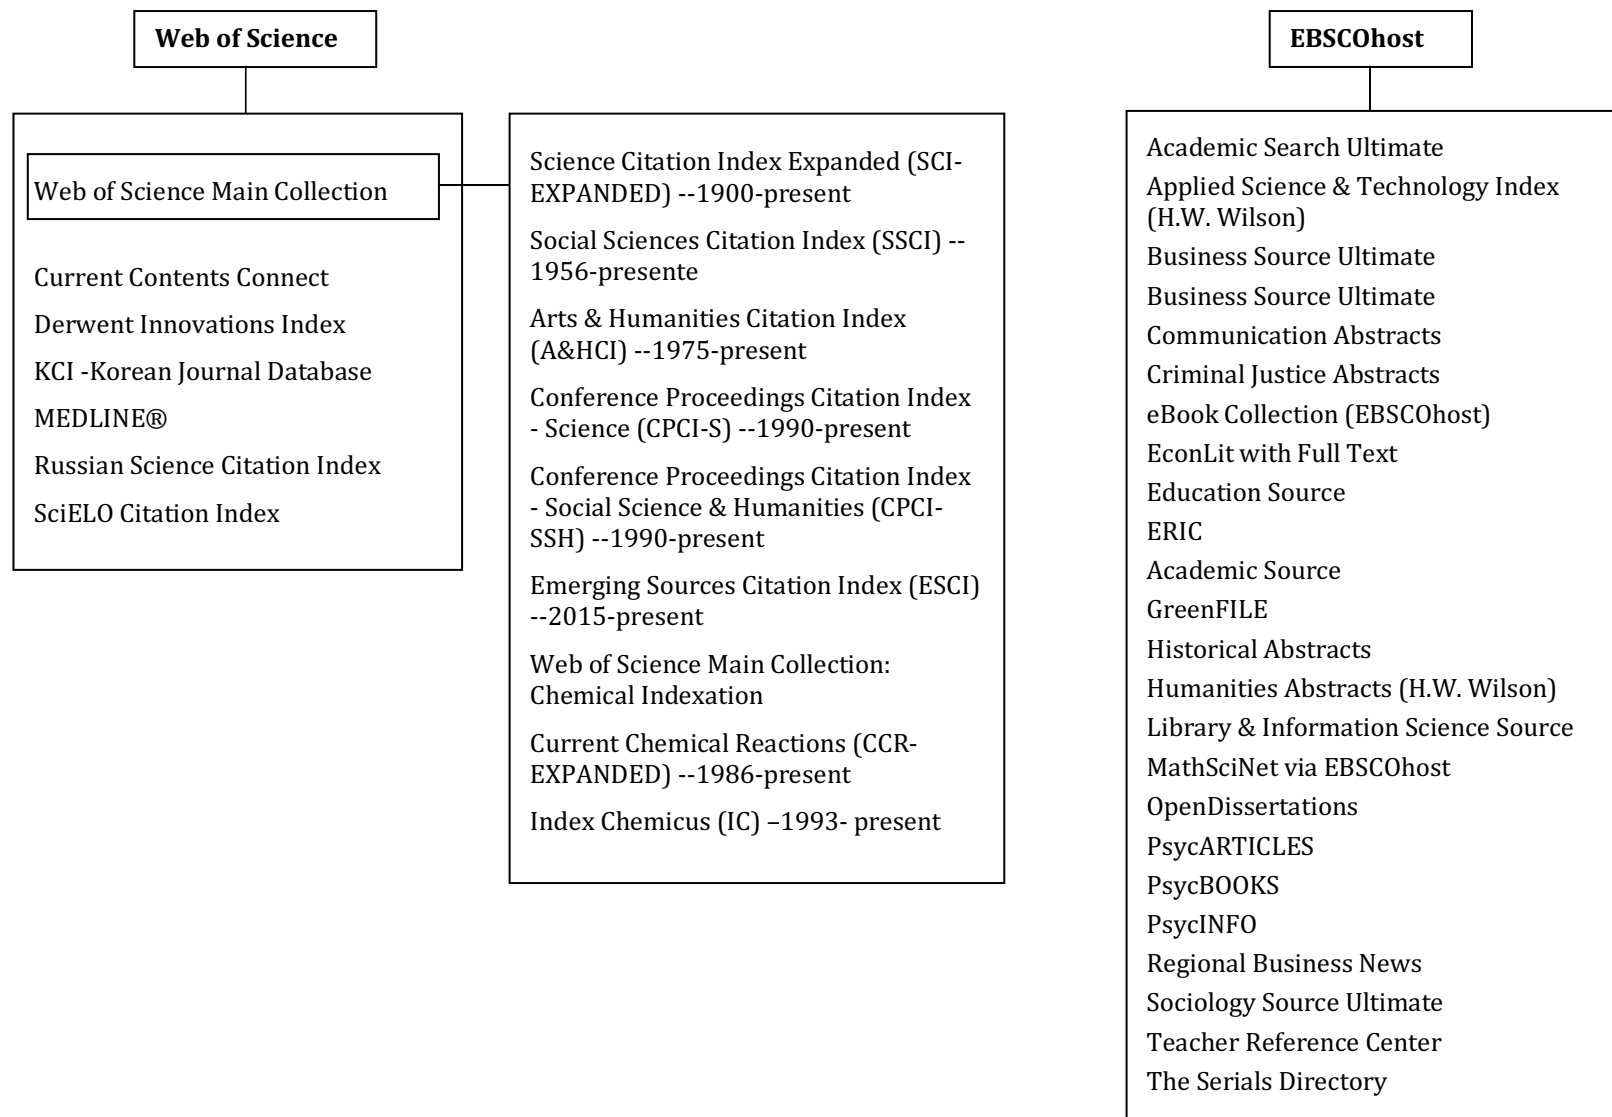 Web of Science
Web of Science Main Collection
Current Contents Connect
Derwent Innovations Index
KCI -Korean Journal Database
MEDLINE®
Russian Science Citation Index
SciELO Citation Index
Science Citation Index Expanded (SCI-
EXPANDED) --1900-present
Social Sciences Citation Index (SSCI) --
1956-presente
Arts & Humanities Citation Index
(A&HCI) --1975-present
Conference Proceedings Citation Index
- Science (CPCI-S) --1990-present
Conference Proceedings Citation Index
- Social Science & Humanities (CPCI-
SSH) --1990-present
Emerging Sources Citation Index (ESCI)
--2015-present
Web of Science Main Collection:
Chemical Indexation
Current Chemical Reactions (CCR-
EXPANDED) --1986-present
Index Chemicus (IC) –1993- present
EBSCOhost
Academic Search Ultimate
Applied Science & Technology Index
(H.W. Wilson)
Business Source Ultimate
Business Source Ultimate
Communication Abstracts
Criminal Justice Abstracts
eBook Collection (EBSCOhost)
EconLit with Full Text
Education Source
ERIC
Academic Source
GreenFILE
Historical Abstracts
Humanities Abstracts (H.W. Wilson)
Library & Information Science Source
MathSciNet via EBSCOhost
OpenDissertations
PsycARTICLES
PsycBOOKS
PsycINFO
Regional Business News
Sociology Source Ultimate
Teacher Reference Center
The Serials Directory